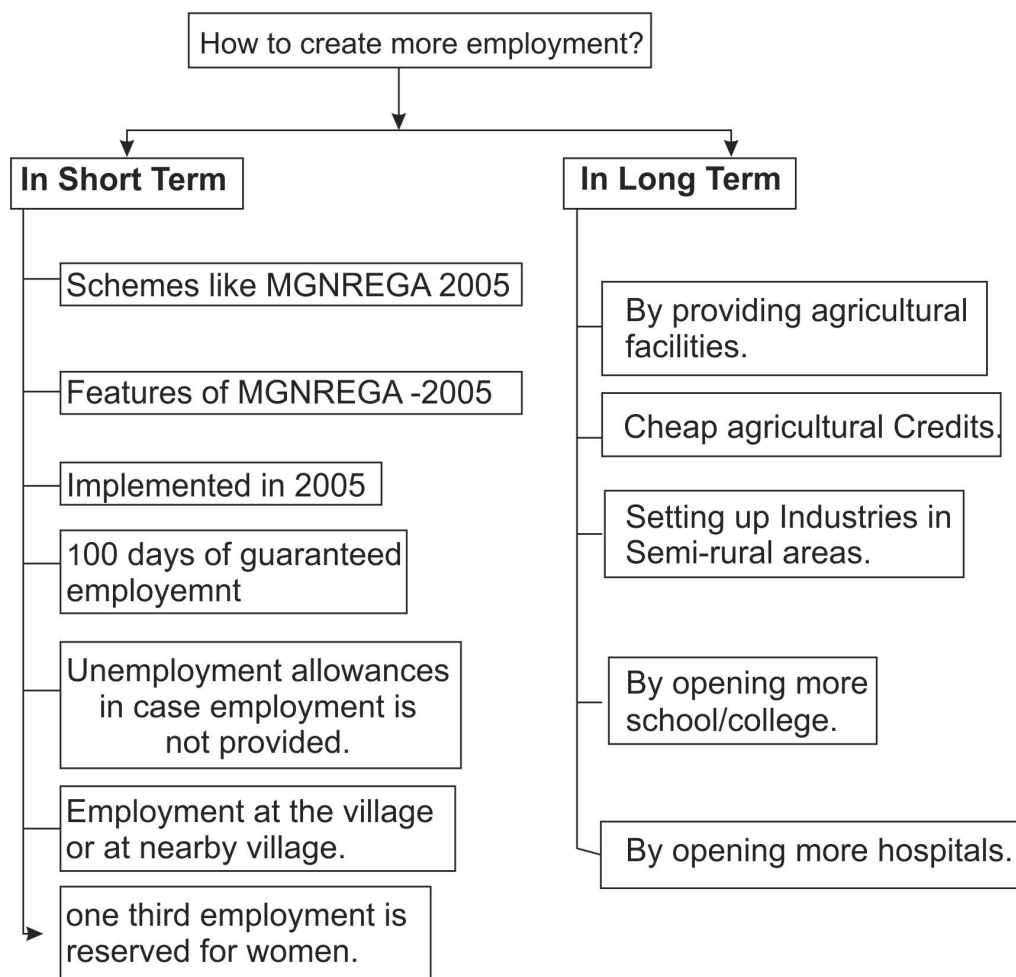 How to create more employment?
In Short Term
Schemes like MGNREGA 2005
Features of MGNREGA -2005
Implemented in 2005
100 days of guaranteed
employemnt
Unemployment allowances
in case employment is
not provided.
Employment at the village
or at nearby village.
one third employment is
reserved for women.
In Long Term
By providing agricultural
facilities.
Cheap agricultural Credits.
Setting up Industries in
Semi-rural areas.
By opening more
school/college.
By opening more hospitals.